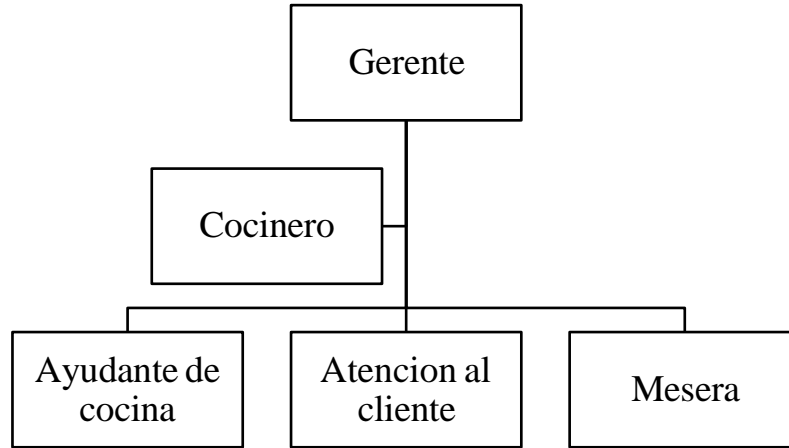 Gerente
Cocinero
Ayudante de
cocina
Atencion al
cliente
Mesera